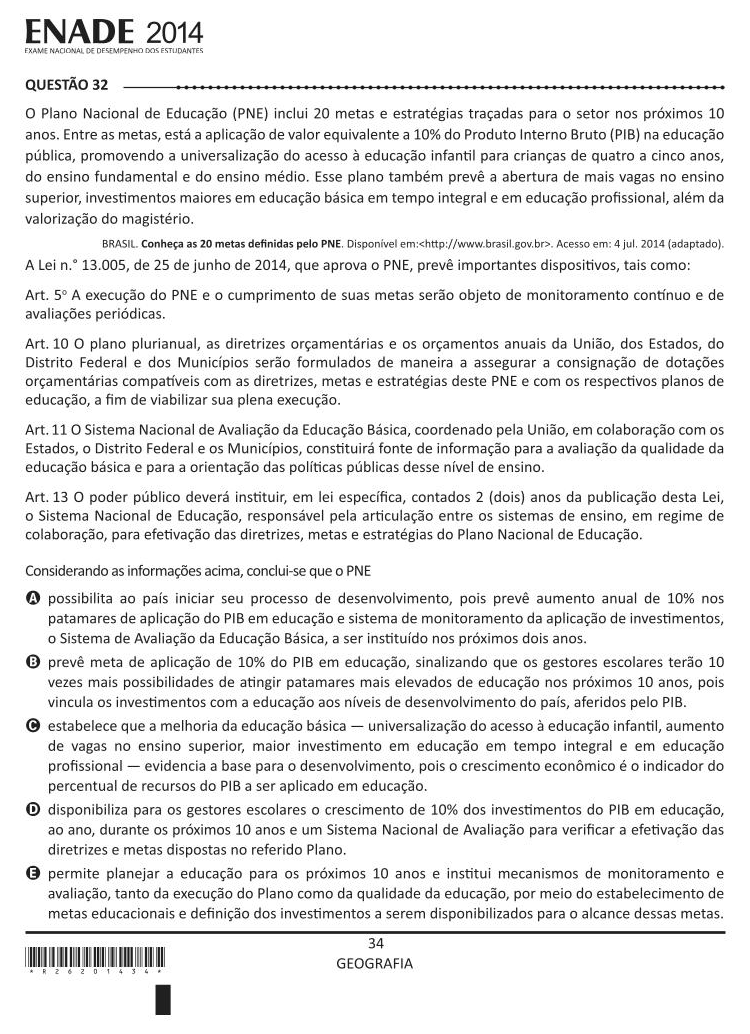 ENADE 2014
EXAME NACIONAL DE DESEMPENHO DOS ESTUDANTES
QUESTÃO 32
O Plano Nacional de Educação (PNE) inclui 20 metas e estratégias traçadas para o setor nos próximos 10
anos. Entre as metas, está a aplicação de valor equivalente a 10% do Produto Interno Bruto (PIB) na educação
pública, promovendo a universalização do acesso à educação infantil para crianças de quatro a cinco anos,
do ensino fundamental e do ensino médio. Esse plano também prevê a abertura de mais vagas no ensino
superior, investimentos maiores em educação básica em tempo integral e em educação profissional, além da
valorização do magistério.
BRASIL. Conheça as 20 metas definidas pelo PNE. Disponível em:<http://www.brasil.gov.br>. Acesso em: 4 jul. 2014 (adaptado).
A Lei n.° 13.005, de 25 de junho de 2014, que aprova o PNE, prevê importantes dispositivos, tais como:
Art. 5º A execução do PNE e o cumprimento de suas metas serão objeto de monitoramento contínuo e de
avaliações periódicas.
Art. 10 O plano plurianual, as diretrizes orçamentárias e os orçamentos anuais da União, dos Estados, do
Distrito Federal e dos Municípios serão formulados de maneira a assegurar a consignação de dotações
orçamentárias compatíveis com as diretrizes, metas e estratégias deste PNE e com os respectivos planos de
educação, a fim de viabilizar sua plena execução.
Art. 11 O Sistema Nacional de Avaliação da Educação Básica, coordenado pela União, em colaboração com os
Estados, o Distrito Federal e os Municípios, constituirá fonte de informação para a avaliação da qualidade da
educação básica e para a orientação das políticas públicas desse nível de ensino.
Art. 13 O poder público deverá instituir, em lei específica, contados 2 (dois) anos da publicação desta Lei,
o Sistema Nacional de Educação, responsável pela articulação entre os sistemas de ensino, em regime de
colaboração, para efetivação das diretrizes, metas e estratégias do Plano Nacional de Educação.
Considerando as informações acima, conclui-se que o PNE
A possibilita ao país iniciar seu processo de desenvolvimento, pois prevê aumento anual de 10% nos
patamares de aplicação do PIB em educação e sistema de monitoramento da aplicação de investimentos,
o Sistema de Avaliação da Educação Básica, a ser instituído nos próximos dois anos.
B prevê meta de aplicação de 10% do PIB em educação, sinalizando que os gestores escolares terão 10
vezes mais possibilidades de atingir patamares mais elevados de educação nos próximos 10 anos, pois
vincula os investimentos com a educação aos níveis de desenvolvimento do país, aferidos pelo PIB.
C estabelece que a melhoria da educação básica — universalização do acesso à educação infantil, aumento
de vagas no ensino superior, maior investimento em educação em tempo integral e em educação
profissional — evidencia a base para o desenvolvimento, pois o crescimento econômico é o indicador do
percentual de recursos do PIB a ser aplicado em educação.
D disponibiliza para os gestores escolares o crescimento de 10% dos investimentos do PIB em educação,
ao ano, durante os próximos 10 anos e um Sistema Nacional de Avaliação para verificar a efetivação das
diretrizes e metas dispostas no referido Plano.
E permite planejar a educação para os próximos 10 anos e institui mecanismos de monitoramento e
avaliação, tanto da execução do Plano como da qualidade da educação, por meio do estabelecimento de
metas educacionais e definição dos investimentos a serem disponibilizados para o alcance dessas metas.
34
GEOGRAFIA
*R2620143 4*